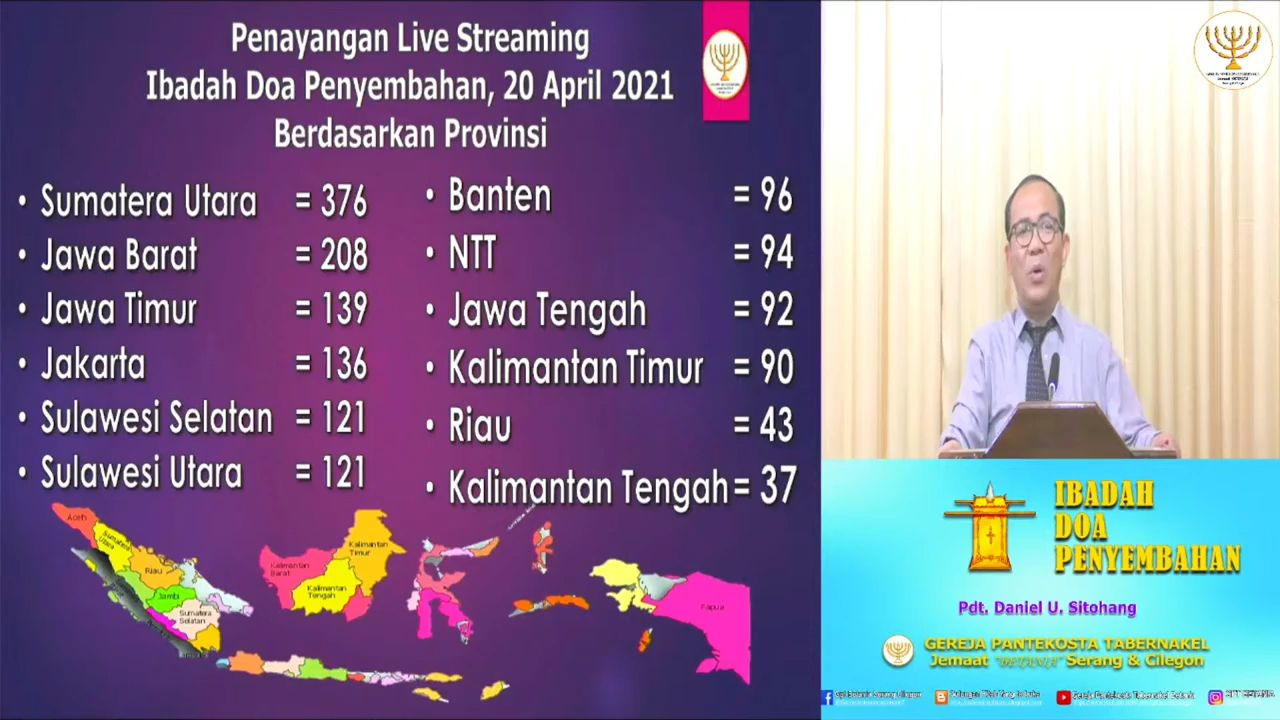 Penayangan Live Streaming
Ibadah Doa Penyembahan, 20 April 2021
Berdasarkan Provinsi
• Sumatera Utara = 376
• Jawa Barat = 208
• Jawa Timur = 139
• Jakarta = 136
• Sulawesi Selatan = 121
• Sulawesi Utara = 121
• Banten = 96
• NTT = 94
• Jawa Tengah = 92
• Kalimantan Timur = 90
• Riau = 43
• Kalimantan Tengah = 37
Aceh
Sumatera
Utara
Riau
Jambi
Sumatera
Selatan
Kalimantan
Barat
Kalimantan
Timur
Kalimantan
Tengah
Papua
IBADAH
DOA
PENYEMBAHAN
Pdt. Daniel U. Sitohang
GEREJA PANTEKOSTA TABERNAKEL
Jemaat "BETANIA" Serang & Cilegon